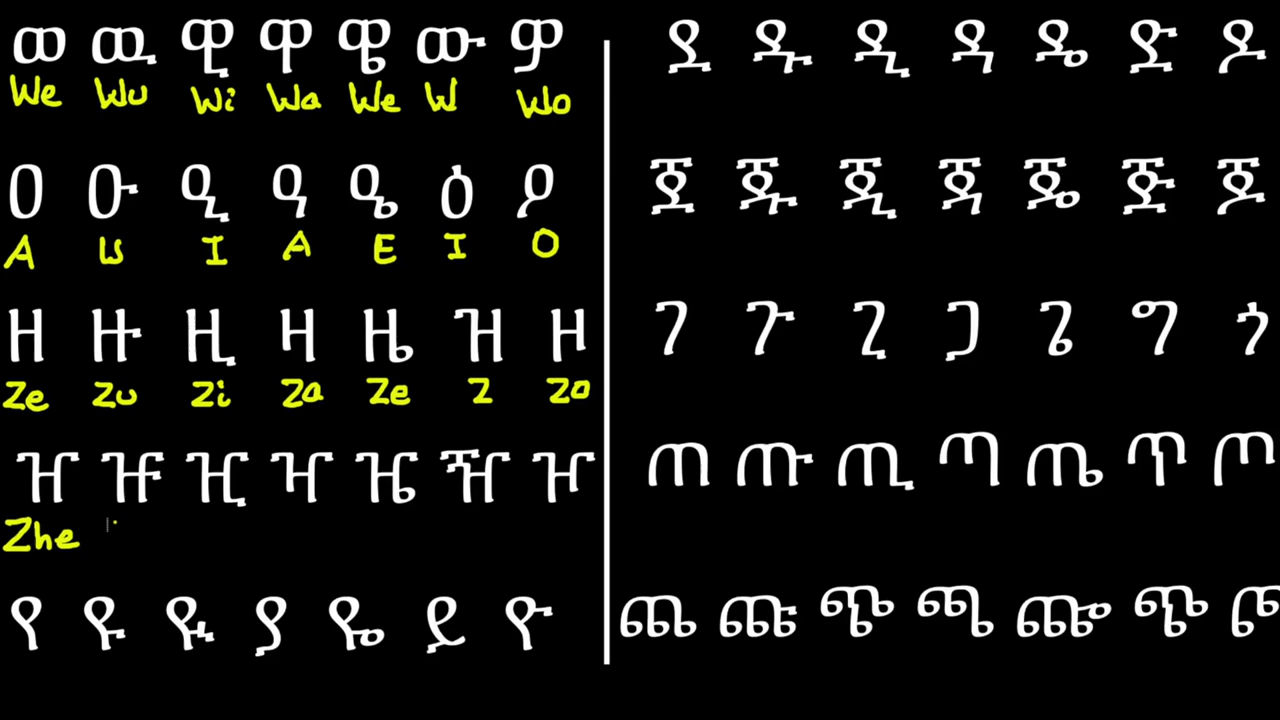 ወ ዉ ዊ ዋ ዌ ው ዎ
We Wu Wi Wa We W Wo
ዐ ዑ ዒ ዓ ዔ ዕ ዖ
A U I A E I O
ዘ ዙ ዚ ዛ ዜ ዝ ዞ
Ze Zu Zi Za Ze Z Zo
ዠ ዡ ዢ ዣ ዤ ዥ ዦ
Zhe
የ ዩ ዪ ያ ዬ ይ ዮ
ደ ዱ ዲ ዳ ዴ ድ ዶ
ጀ ጁ ጂ ጃ ጄ ጅ ጆ
ገ ጉ ጊ ጋ ጌ ግ ጎ
ጠ ጡ ጢ ጣ ጤ ጥ ጦ
ጨ ጩ ጭ ጫ ጬ ጭ ጮ